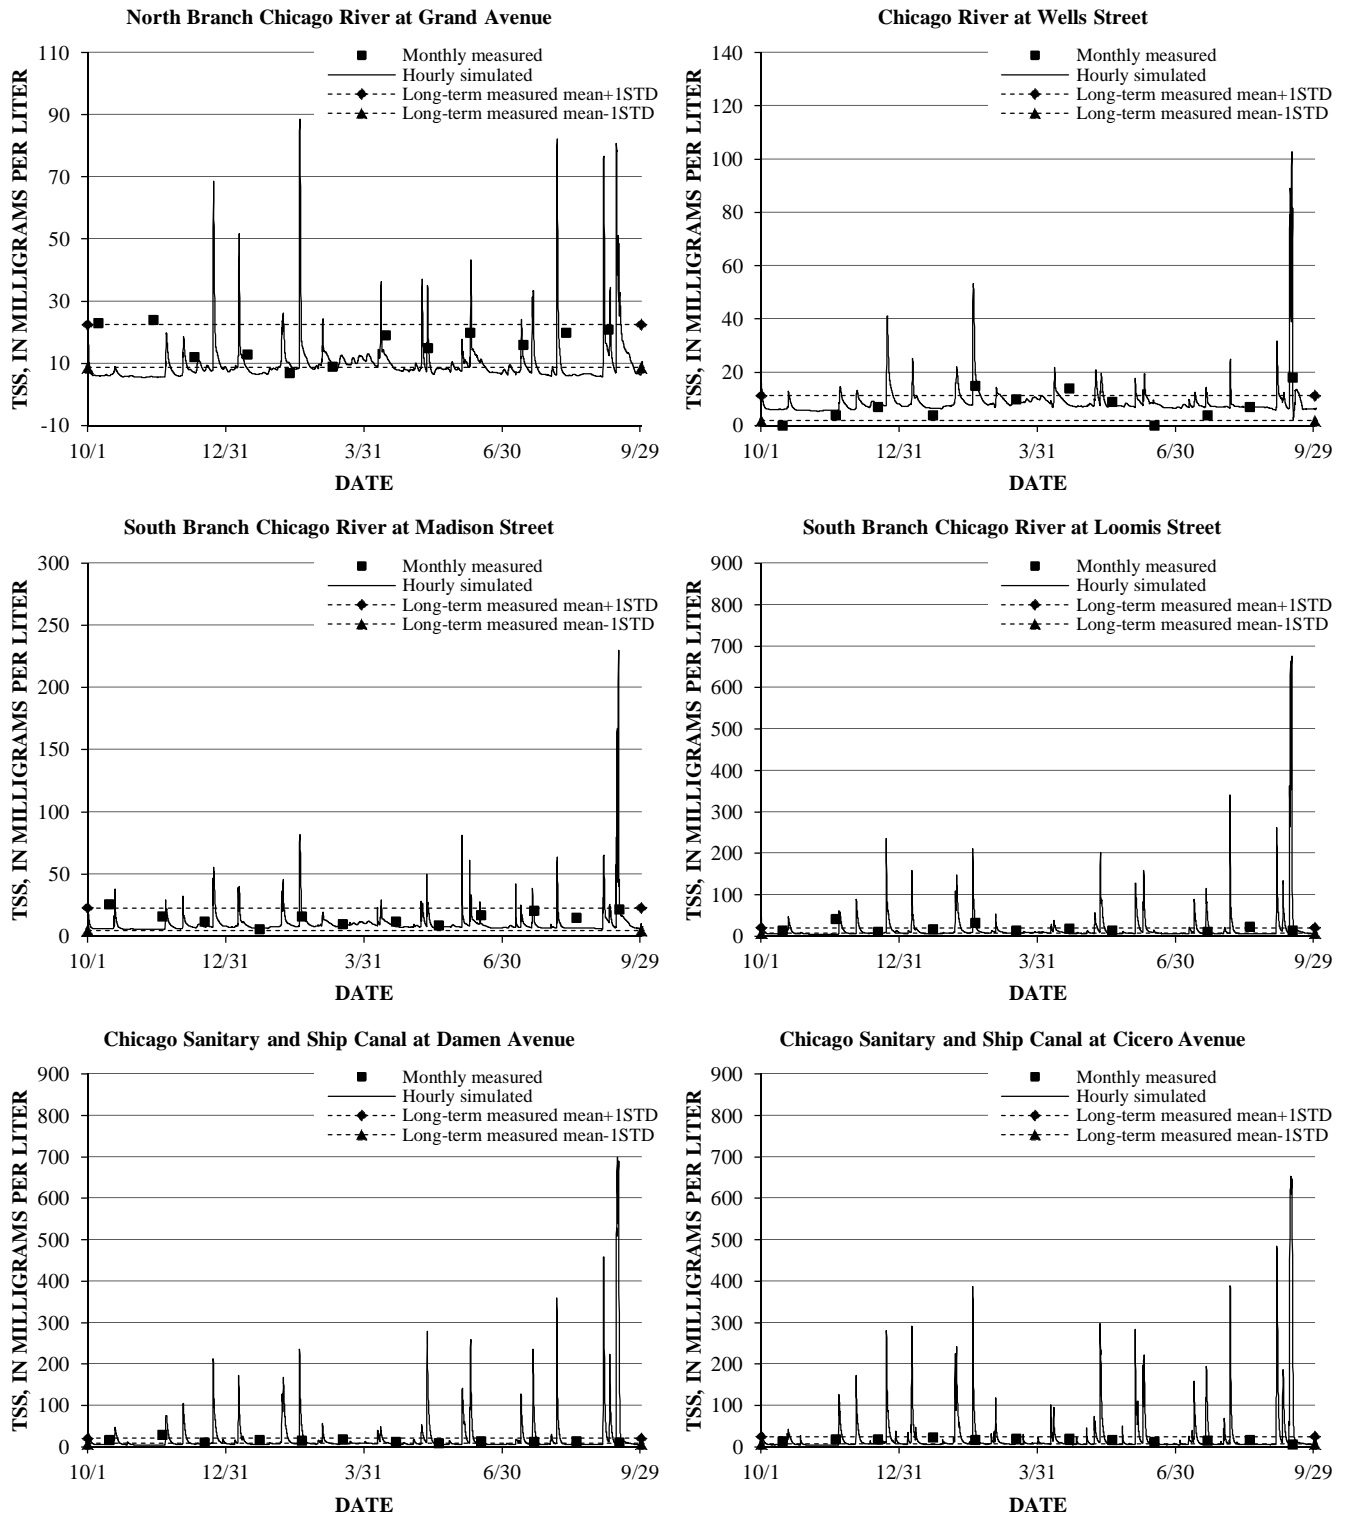 North Branch Chicago River at Grand Avenue
TSS, IN MILLIGRAMS PER LITER
110
90
70
50
30
10
-10
Monthly measured
Hourly simulated
Long-term measured mean+1STD
Long-term measured mean-1STD
10/1 12/31 3/31 6/30 9/29
DATE
Chicago River at Wells Street
TSS, IN MILLIGRAMS PER LITER
140
120
100
80
60
40
20
0
Monthly measured
Hourly simulated
Long-term measured mean+1STD
Long-term measured mean-1STD
10/1 12/31 3/31 6/30 9/29
DATE
South Branch Chicago River at Madison Street
TSS, IN MILLIGRAMS PER LITER
300
250
200
150
100
50
0
Monthly measured
Hourly simulated
Long-term measured mean+1STD
Long-term measured mean-1STD
10/1 12/31 3/31 6/30 9/29
DATE
South Branch Chicago River at Loomis Street
TSS, IN MILLIGRAMS PER LITER
900
800
700
600
500
400
300
200
100
0
Monthly measured
Hourly simulated
Long-term measured mean+1STD
Long-term measured mean-1STD
10/1 12/31 3/31 6/30 9/29
DATE
Chicago Sanitary and Ship Canal at Damen Avenue
TSS, IN MILLIGRAMS PER LITER
900
800
700
600
500
400
300
200
100
0
Monthly measured
Hourly simulated
Long-term measured mean+1STD
Long-term measured mean-1STD
10/1 12/31 3/31 6/30 9/29
DATE
Chicago Sanitary and Ship Canal at Cicero Avenue
TSS, IN MILLIGRAMS PER LITER
900
800
700
600
500
400
300
200
100
0
Monthly measured
Hourly simulated
Long-term measured mean+1STD
Long-term measured mean-1STD
10/1 12/31 3/31 6/30 9/29
DATE